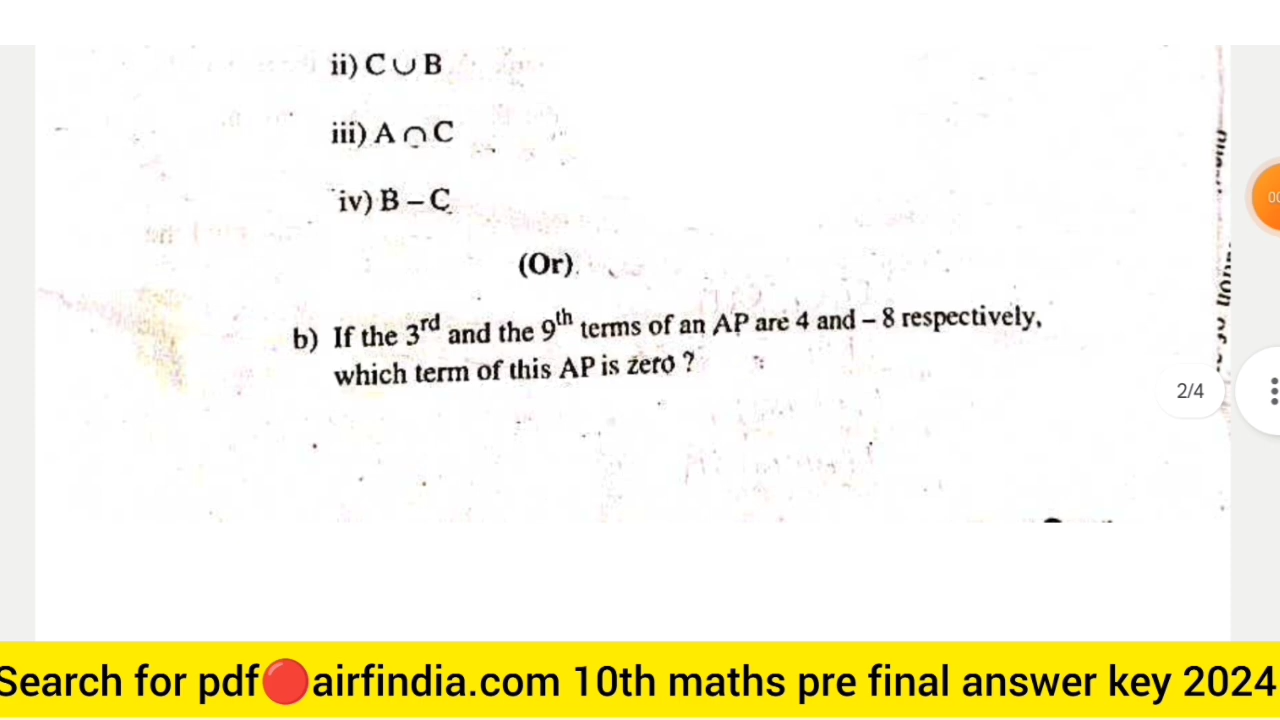 ii) C ∪ B
iii) A ∩ C
iv) B – C
(Or)
b) If the 3rd and the 9th terms of an AP are 4 and – 8 respectively,
which term of this AP is zero ?
2/4
Search for pdf🔴airfindia.com 10th maths pre final answer key 2024